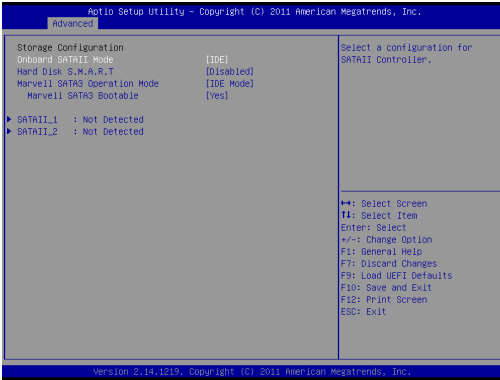 Aptio Setup Utility - Copyright (C) 2011 American Megatrends, Inc.
Advanced
Storage Configuration
Onboard SATAII Mode [IDE]
Hard Disk S.M.A.R.T [Disabled]
Marvell SATA3 Operation Mode [IDE Mode]
Marvell SATA3 Bootable [Yes]
SATAII_1 : Not Detected
SATAII_2 : Not Detected
Select a configuration for
SATAII Controller.
↔: Select Screen
↑↓: Select Item
Enter: Select
+/-: Change Option
F1: General Help
F7: Discard Changes
F9: Load UEFI Defaults
F10: Save and Exit
F12: Print Screen
ESC: Exit
Version 2.14.1219. Copyright (C) 2011 American Megatrends, Inc.